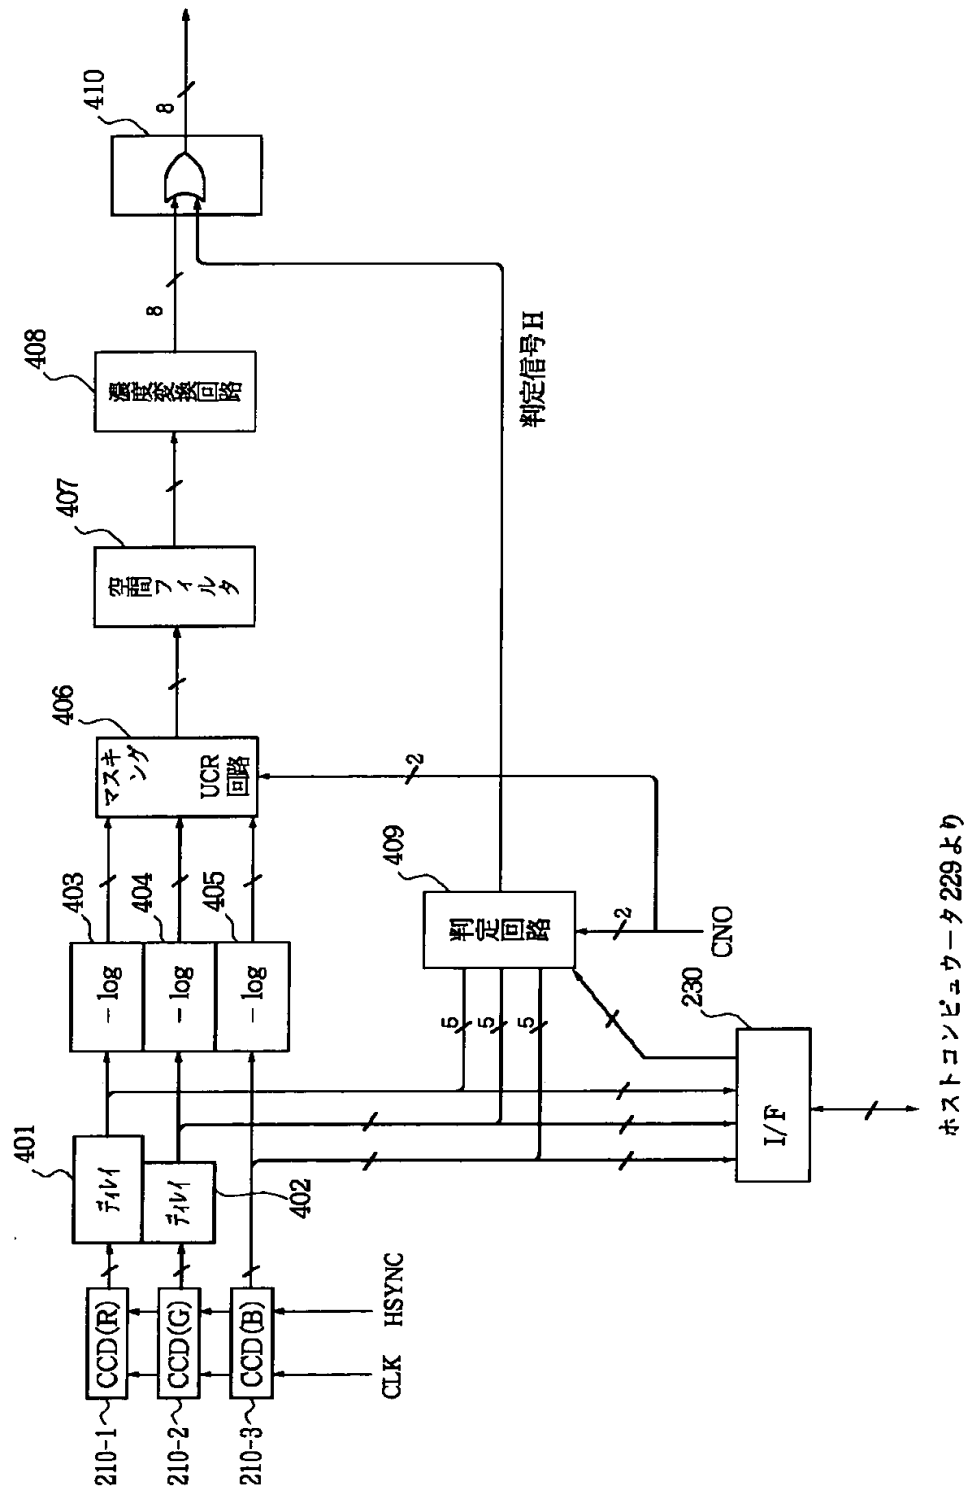 210-1
CCD(R)
210-2
CCD(G)
210-3
CCD(B)
CLK
HSYNC
401
ディレイ
ディレイ
402
403
-log
404
-log
405
-log
406
マスキング
UCR
回路
407
空間フィルタ
408
濃度変換回路
8
410
8
5
5
5
409
判定回路
2
2
CNO
判定信号H
230
I/F
ホストコンピュウータ229より